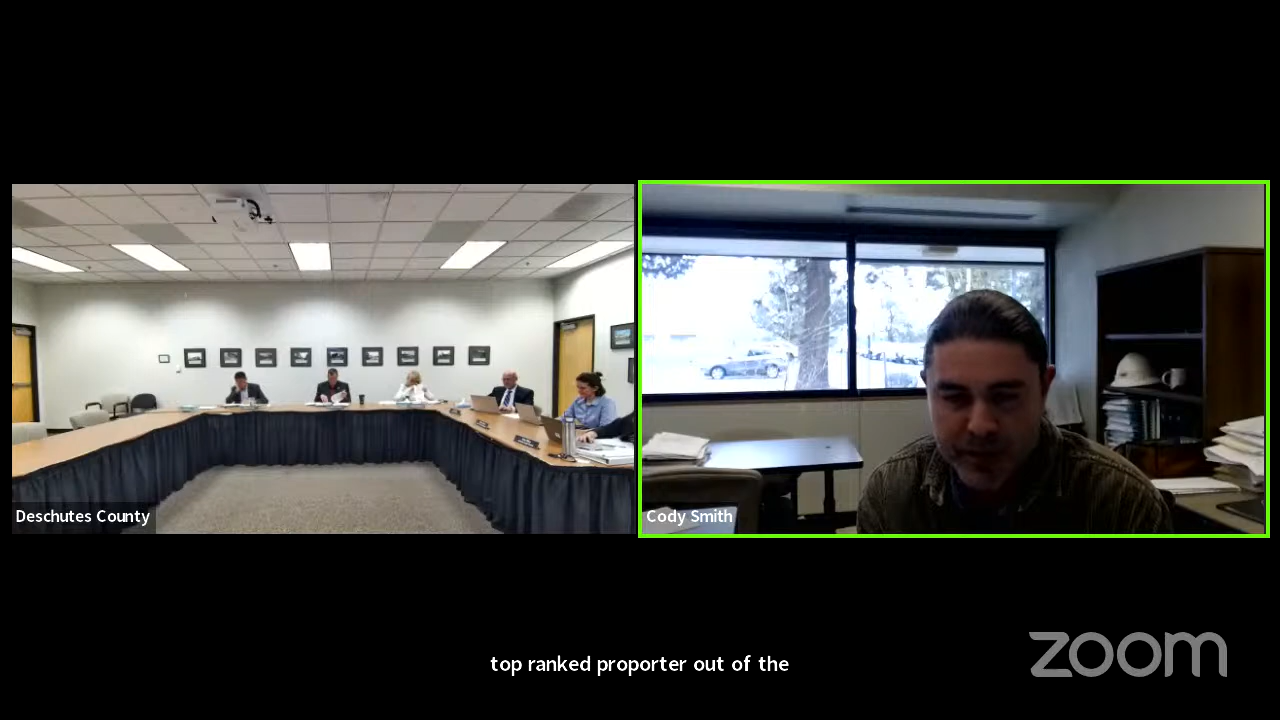 Deschutes County
Cody Smith
top ranked proporter out of the
zoom